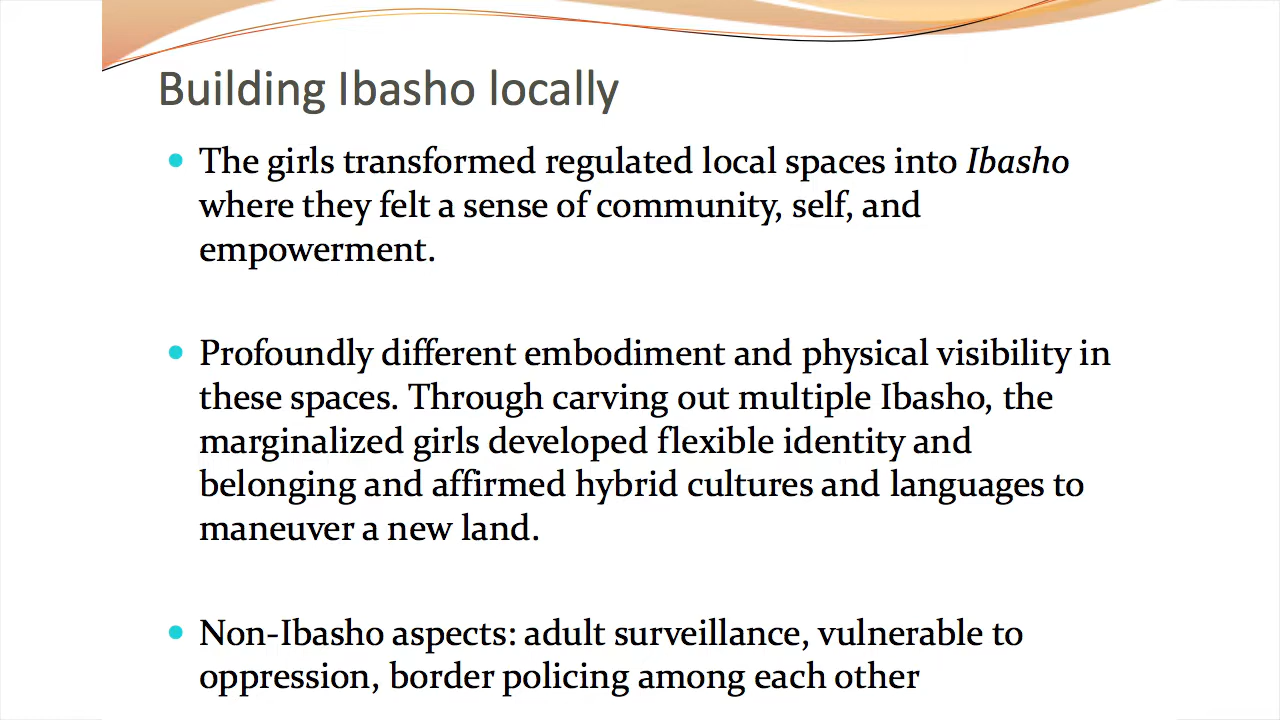 Building Ibasho locally
The girls transformed regulated local spaces into Ibasho
where they felt a sense of community, self, and
empowerment.
Profoundly different embodiment and physical visibility in
these spaces. Through carving out multiple Ibasho, the
marginalized girls developed flexible identity and
belonging and affirmed hybrid cultures and languages to
maneuver a new land.
Non-Ibasho aspects: adult surveillance, vulnerable to
oppression, border policing among each other